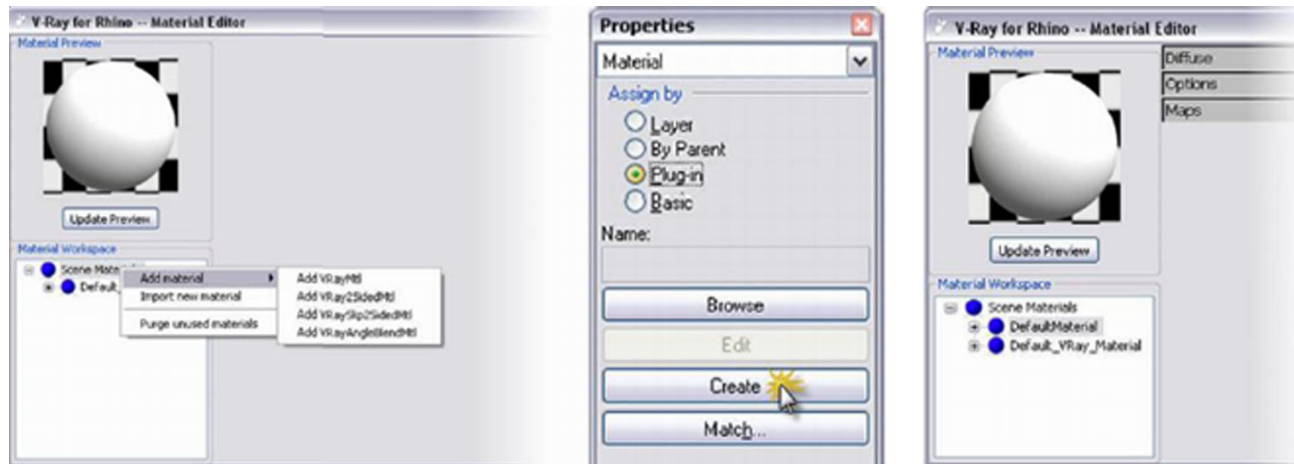 V-Ray for Rhino -- Material Editor
Material Preview
Update Preview
Material Workspace
Scene Mate
Default_
Add material
Import new material
Purge unused materials
Add VRayMtl
Add VRay2SidedMtl
Add VRaySkp2SidedMtl
Add VRayAngleBlendMtl
Properties
Material
Assign by
Layer
By Parent
Plug-in
Basic
Name:
Browse
Edit
Create
Match...
V-Ray for Rhino -- Material Editor
Material Preview
Diffuse
Options
Maps
Update Preview
Material Workspace
Scene Materials
DefaultMaterial
Default_VRay_Material